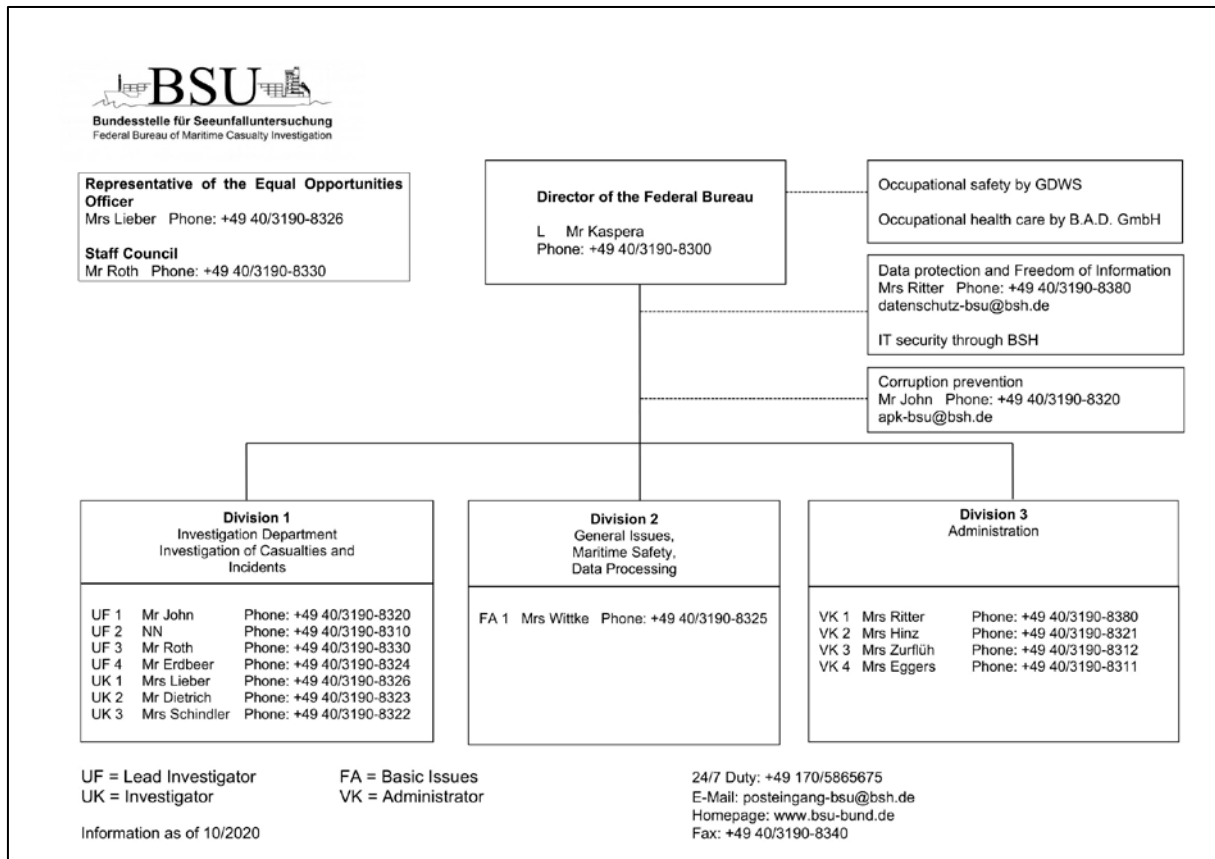 BSU
Bundesstelle für Seeunfalluntersuchung
Federal Bureau of Maritime Casualty Investigation
Representative of the Equal Opportunities
Officer
Mrs Lieber Phone: +49 40/3190-8326
Staff Council
Mr Roth Phone: +49 40/3190-8330
Director of the Federal Bureau
L Mr Kaspera
Phone: +49 40/3190-8300
Occupational safety by GDWS
Occupational health care by B.A.D. GmbH
Data protection and Freedom of Information
Mrs Ritter Phone: +49 40/3190-8380
datenschutz-bsu@bsh.de
IT security through BSH
Corruption prevention
Mr John Phone: +49 40/3190-8320
apk-bsu@bsh.de
Division 1
Investigation Department
Investigation of Casualties and
Incidents
UF 1 Mr John Phone: +49 40/3190-8320
UF 2 NN Phone: +49 40/3190-8310
UF 3 Mr Roth Phone: +49 40/3190-8330
UF 4 Mr Erdbeer Phone: +49 40/3190-8324
UK 1 Mrs Lieber Phone: +49 40/3190-8326
UK 2 Mr Dietrich Phone: +49 40/3190-8323
UK 3 Mrs Schindler Phone: +49 40/3190-8322
Division 2
General Issues,
Maritime Safety,
Data Processing
FA 1 Mrs Wittke Phone: +49 40/3190-8325
Division 3
Administration
VK 1 Mrs Ritter Phone: +49 40/3190-8380
VK 2 Mrs Hinz Phone: +49 40/3190-8321
VK 3 Mrs Zurflüh Phone: +49 40/3190-8312
VK 4 Mrs Eggers Phone: +49 40/3190-8311
UF = Lead Investigator
UK = Investigator
Information as of 10/2020
FA = Basic Issues
VK = Administrator
24/7 Duty: +49 170/5865675
E-Mail: posteingang-bsu@bsh.de
Homepage: www.bsu-bund.de
Fax: +49 40/3190-8340